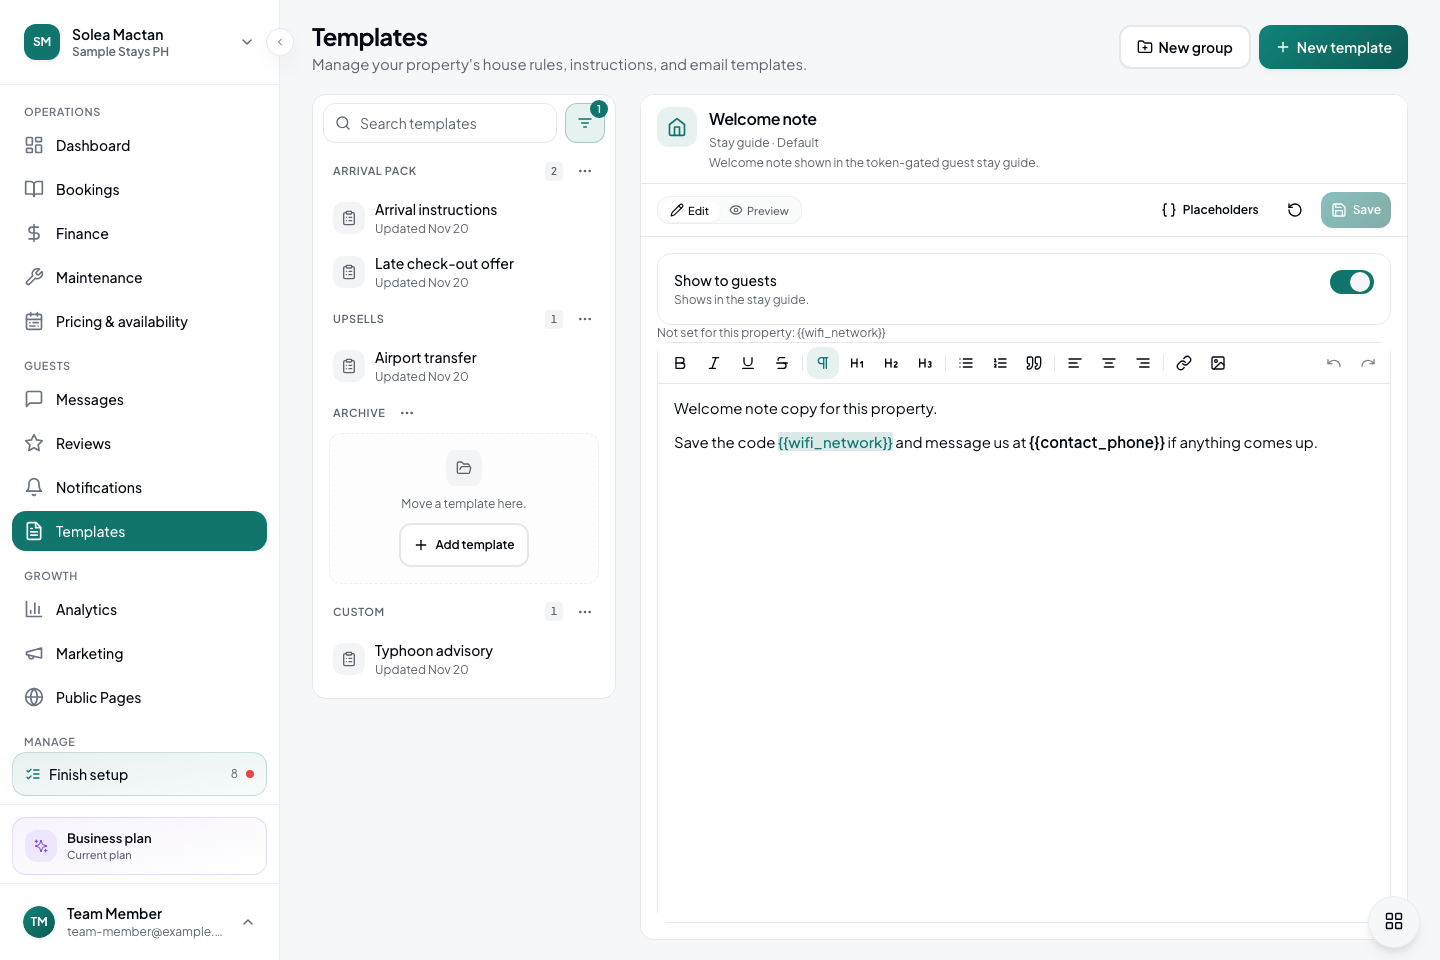 SM
Solea Mactan
Sample Stays PH
OPERATIONS
Dashboard
Bookings
Finance
Maintenance
Pricing & availability
GUESTS
Messages
Reviews
Notifications
Templates
GROWTH
Analytics
Marketing
Public Pages
MANAGE
Finish setup
8
Business plan
Current plan
TM
Team Member
team-member@example....
Templates
Manage your property's house rules, instructions, and email templates.
New group
New template
Search templates
1
ARRIVAL PACK
2
Arrival instructions
Updated Nov 20
Late check-out offer
Updated Nov 20
UPSELLS
1
Airport transfer
Updated Nov 20
ARCHIVE
Move a template here.
Add template
CUSTOM
1
Typhoon advisory
Updated Nov 20
Welcome note
Stay guide · Default
Welcome note shown in the token-gated guest stay guide.
Edit
Preview
Placeholders
Save
Show to guests
Shows in the stay guide.
Not set for this property: {{wifi_network}}
B I U S H1 H2 H3
Welcome note copy for this property.
Save the code {{wifi_network}} and message us at {{contact_phone}} if anything comes up.